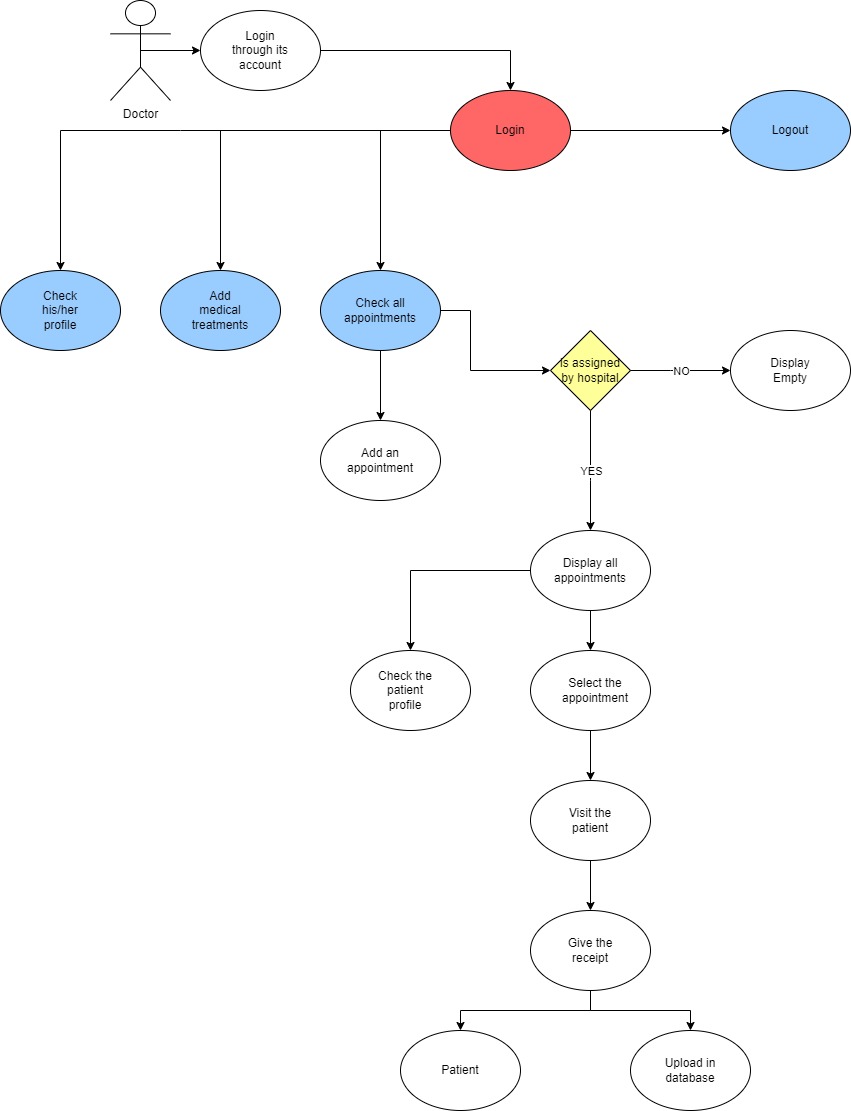 Login
through its
account
Doctor
Login
Logout
Check
his/her
profile
Add
medical
treatments
Check all
appointments
is assigned
by hospital
NO
Display
Empty
Add an
appointment
YES
Display all
appointments
Check the
patient
profile
Select the
appointment
Visit the
patient
Give the
receipt
Patient
Upload in
database